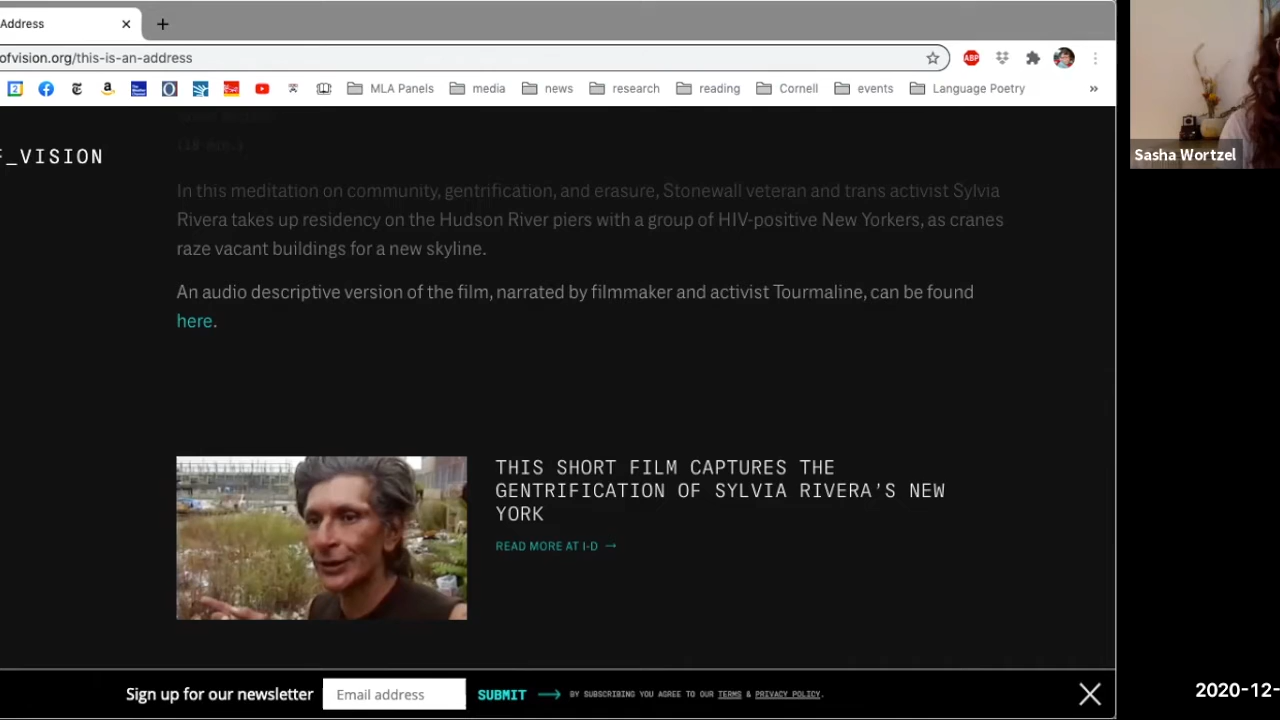 Address
ofvision.org/this-is-an-address
MLA Panels
media
news
research
reading
Cornell
events
Language Poetry
F_VISION
(18 min.)
In this meditation on community, gentrification, and erasure, Stonewall veteran and trans activist Sylvia
Rivera takes up residency on the Hudson River piers with a group of HIV-positive New Yorkers, as cranes
raze vacant buildings for a new skyline.
An audio descriptive version of the film, narrated by filmmaker and activist Tourmaline, can be found
here.
THIS SHORT FILM CAPTURES THE
GENTRIFICATION OF SYLVIA RIVERA'S NEW
YORK
READ MORE AT I-D →
Sign up for our newsletter
Email address
SUBMIT
BY SUBSCRIBING YOU AGREE TO OUR TERMS & PRIVACY POLICY.
Sasha Wortzel
2020-12-